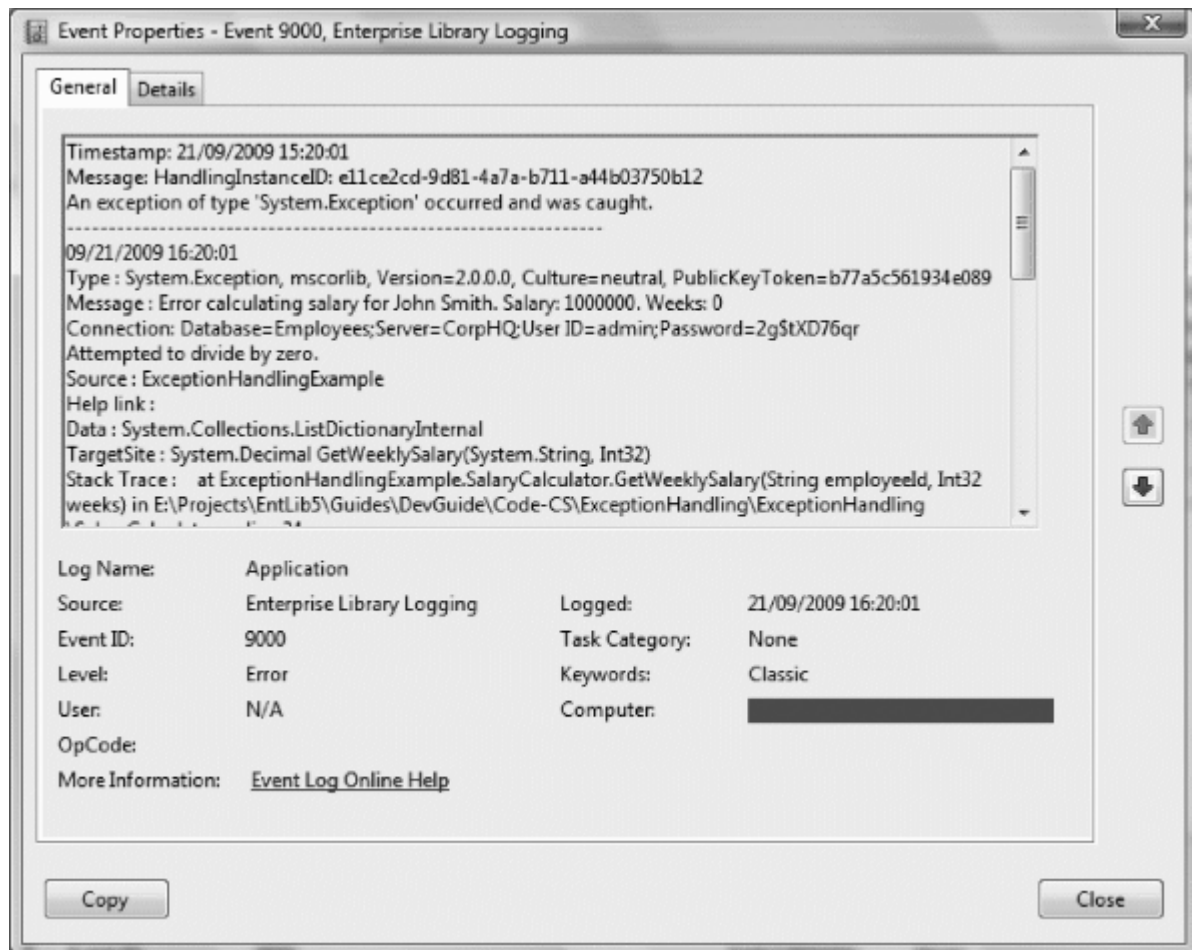 Event Properties - Event 9000, Enterprise Library Logging
General Details
Timestamp: 21/09/2009 15:20:01
Message: HandlingInstanceID: e11ce2cd-9d81-4a7a-b711-a44b03750b12
An exception of type 'System.Exception' occurred and was caught.
-----------------------------------------------------------------
09/21/2009 16:20:01
Type : System.Exception, mscorlib, Version=2.0.0.0, Culture=neutral, PublicKeyToken=b77a5c561934e089
Message : Error calculating salary for John Smith. Salary: 1000000. Weeks: 0
Connection: Database=Employees;Server=CorpHQ;User ID=admin;Password=2g$tXD76qr
Attempted to divide by zero.
Source : ExceptionHandlingExample
Help link :
Data : System.Collections.ListDictionaryInternal
TargetSite : System.Decimal GetWeeklySalary(System.String, Int32)
Stack Trace : at ExceptionHandlingExample.SalaryCalculator.GetWeeklySalary(String employeeId, Int32
weeks) in E:\Projects\EntLib5\Guides\DevGuide\Code-CS\ExceptionHandling\ExceptionHandling
Log Name: Application
Source: Enterprise Library Logging Logged: 21/09/2009 16:20:01
Event ID: 9000 Task Category: None
Level: Error Keywords: Classic
User: N/A Computer:
OpCode:
More Information: Event Log Online Help
Copy Close